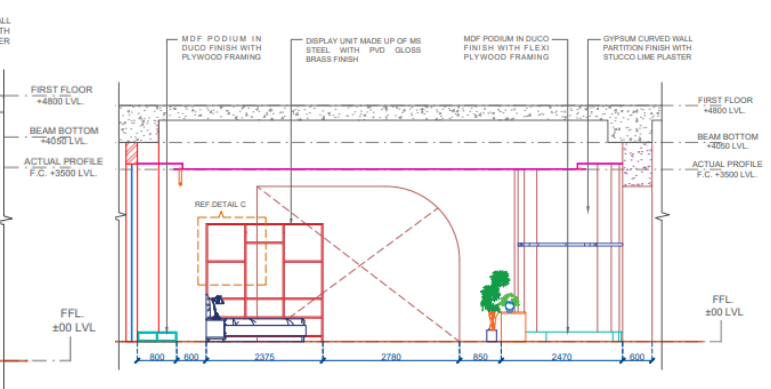 ALL
TH
ER
MDF PODIUM IN
DUCO FINISH WITH
PLYWOOD FRAMING
DISPLAY UNIT MADE UP OF MS
STEEL WITH PVD GLOSS
BRASS FINISH
MDF PODIUM IN DUCO
FINISH WITH FLEXI
PLYWOOD FRAMING
GYPSUM CURVED WALL
PARTITION FINISH WITH
STUCCO LIME PLASTER
FIRST FLOOR
+4800 LVL.
BEAM BOTTOM
+4050 LVL.
ACTUAL PROFILE
F.C. +3500 LVL.
FIRST FLOOR
+4800 LVL.
BEAM BOTTOM
+4050 LVL.
ACTUAL PROFILE
F.C. +3500 LVL.
REF.DETAIL C
FFL.
±00 LVL
FFL.
±00 LVL
800 600 2375 2780 850 2470 600